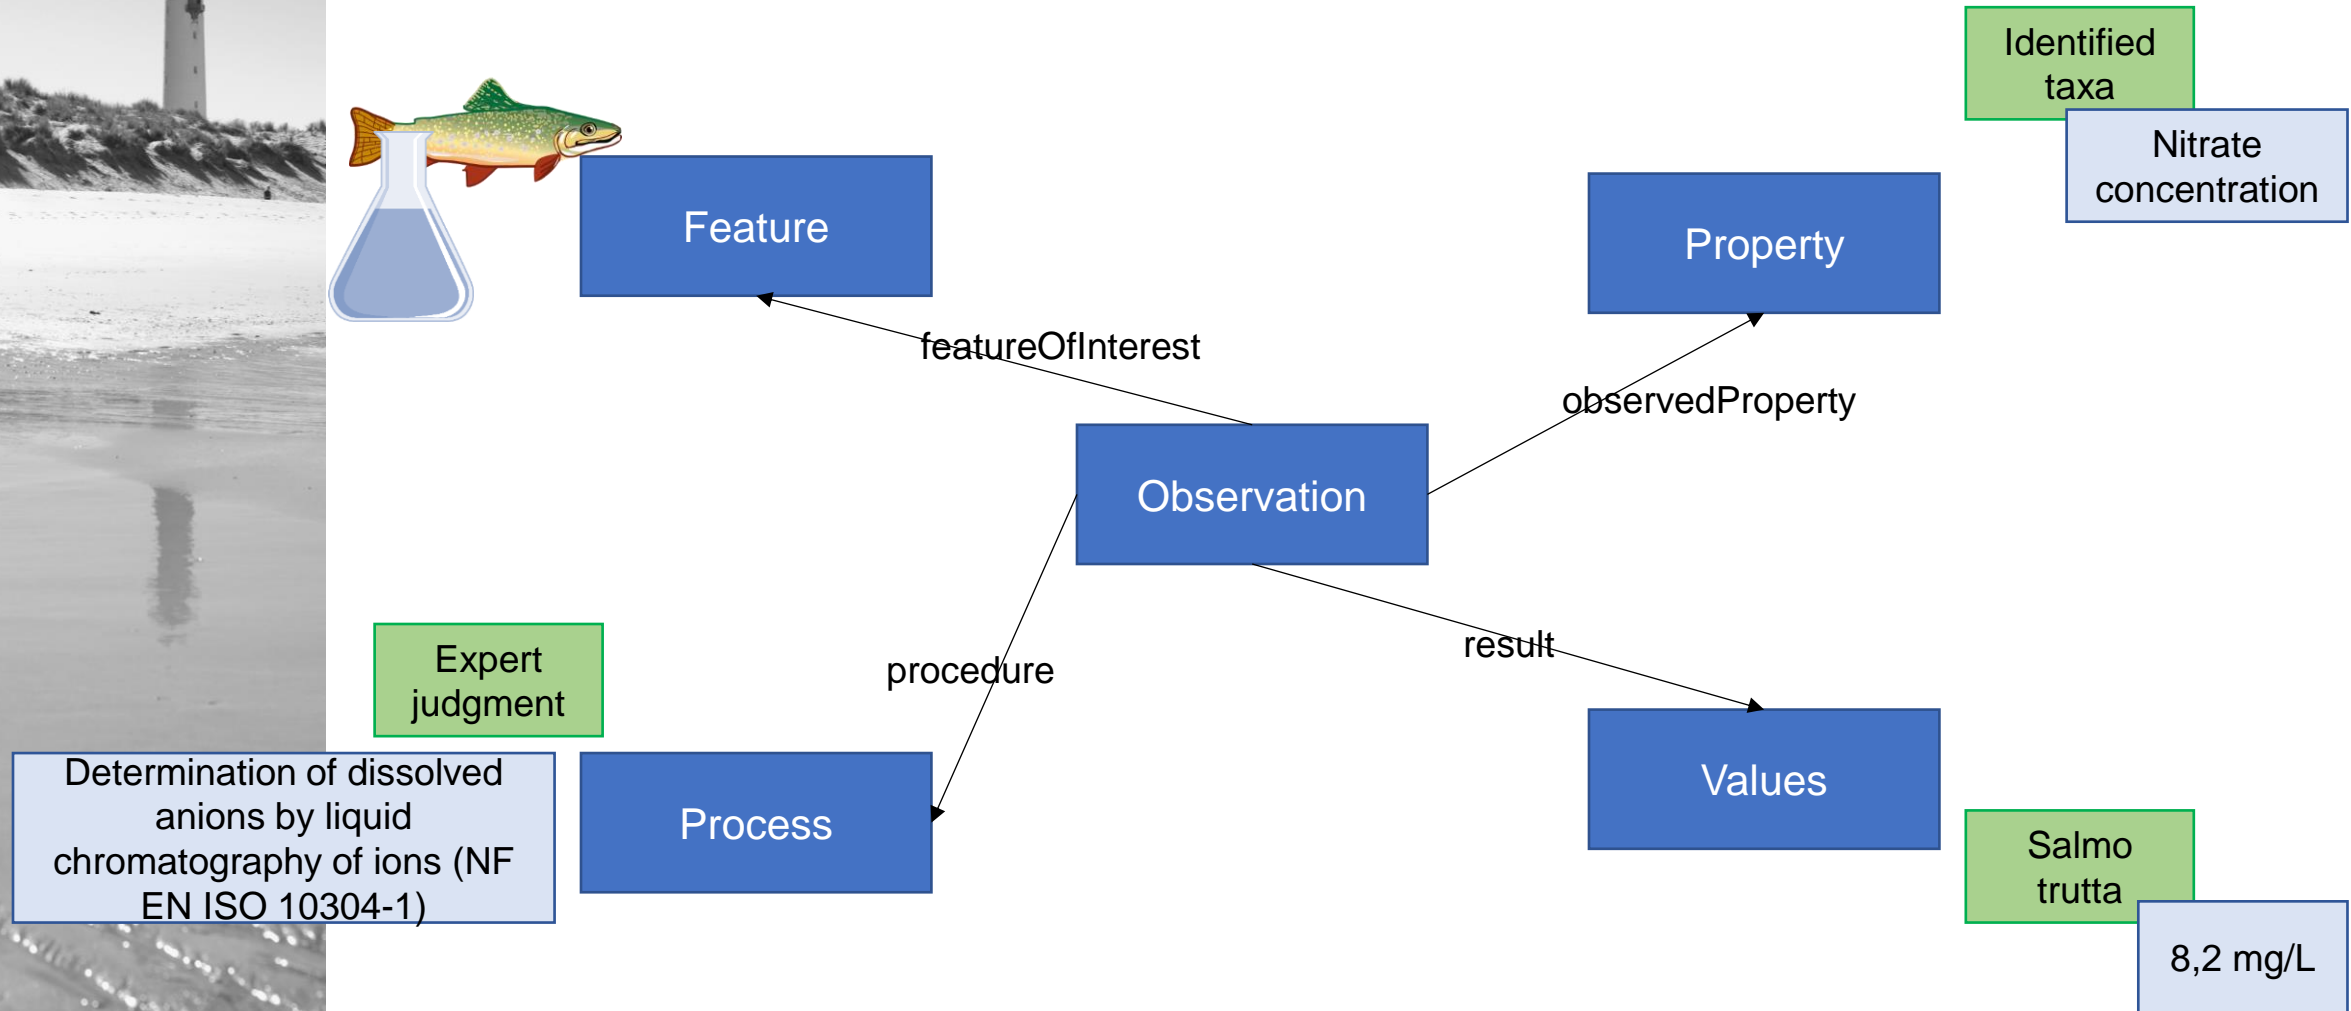 Identified
taxa
Nitrate
concentration
Feature
Property
featureOfInterest
observedProperty
Observation
procedure
result
Expert
judgment
Determination of dissolved
anions by liquid
chromatography of ions (NF
EN ISO 10304-1)
Process
Values
Salmo
trutta
8,2 mg/L